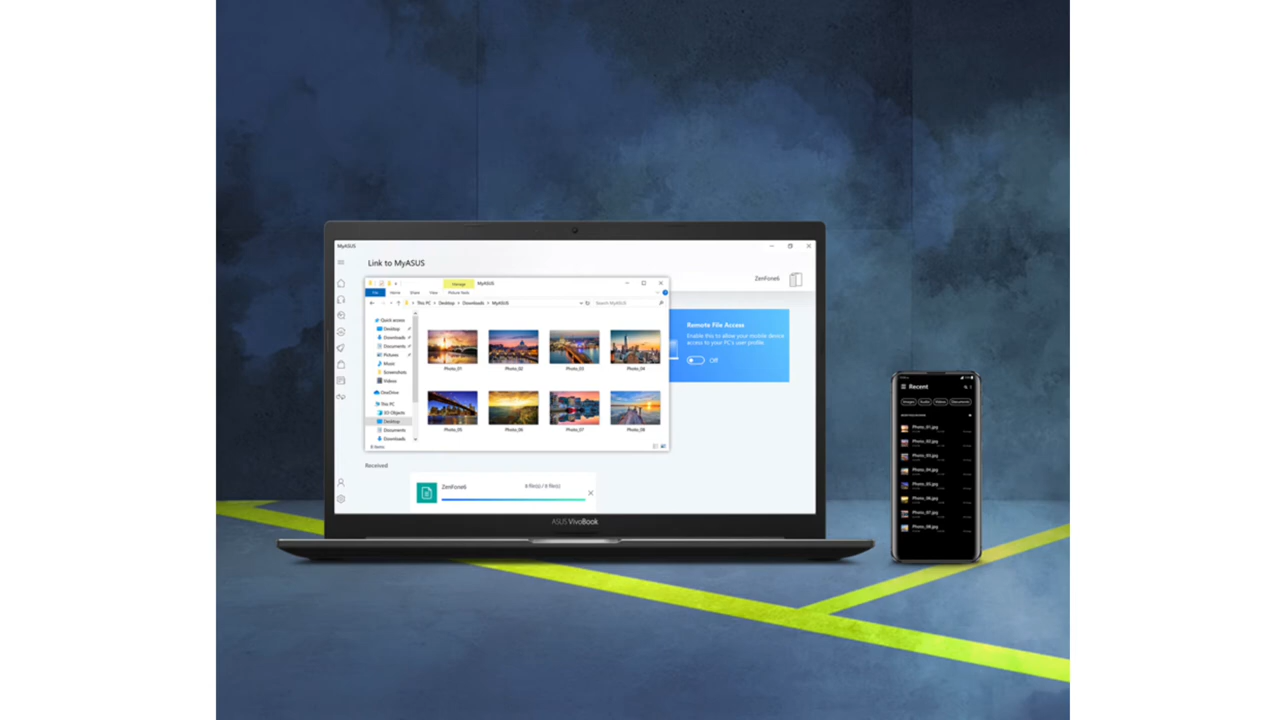 MyASUS
Link to MyASUS
ZenFone6
Manage
MyASUS
File
Home
Share
View
Picture Tools
This PC > Desktop > Downloads > MyASUS
Search MyASUS
Quick access
Desktop
Downloads
Documents
Pictures
Music
Screenshots
Videos
OneDrive
This PC
3D Objects
Desktop
Documents
Downloads
8 items
Photo_01
Photo_02
Photo_03
Photo_04
Photo_05
Photo_06
Photo_07
Photo_08
Remote File Access
Enable this to allow your mobile device
access to your PC's user profile.
Off
Received
ZenFone6
8 file(s) / 8 file(s)
ASUS VivoBook
Recent
Images
Audio
Videos
Documents
Photo_01.jpg
Photo_02.jpg
Photo_03.jpg
Photo_04.jpg
Photo_05.jpg
Photo_06.jpg
Photo_07.jpg
Photo_08.jpg